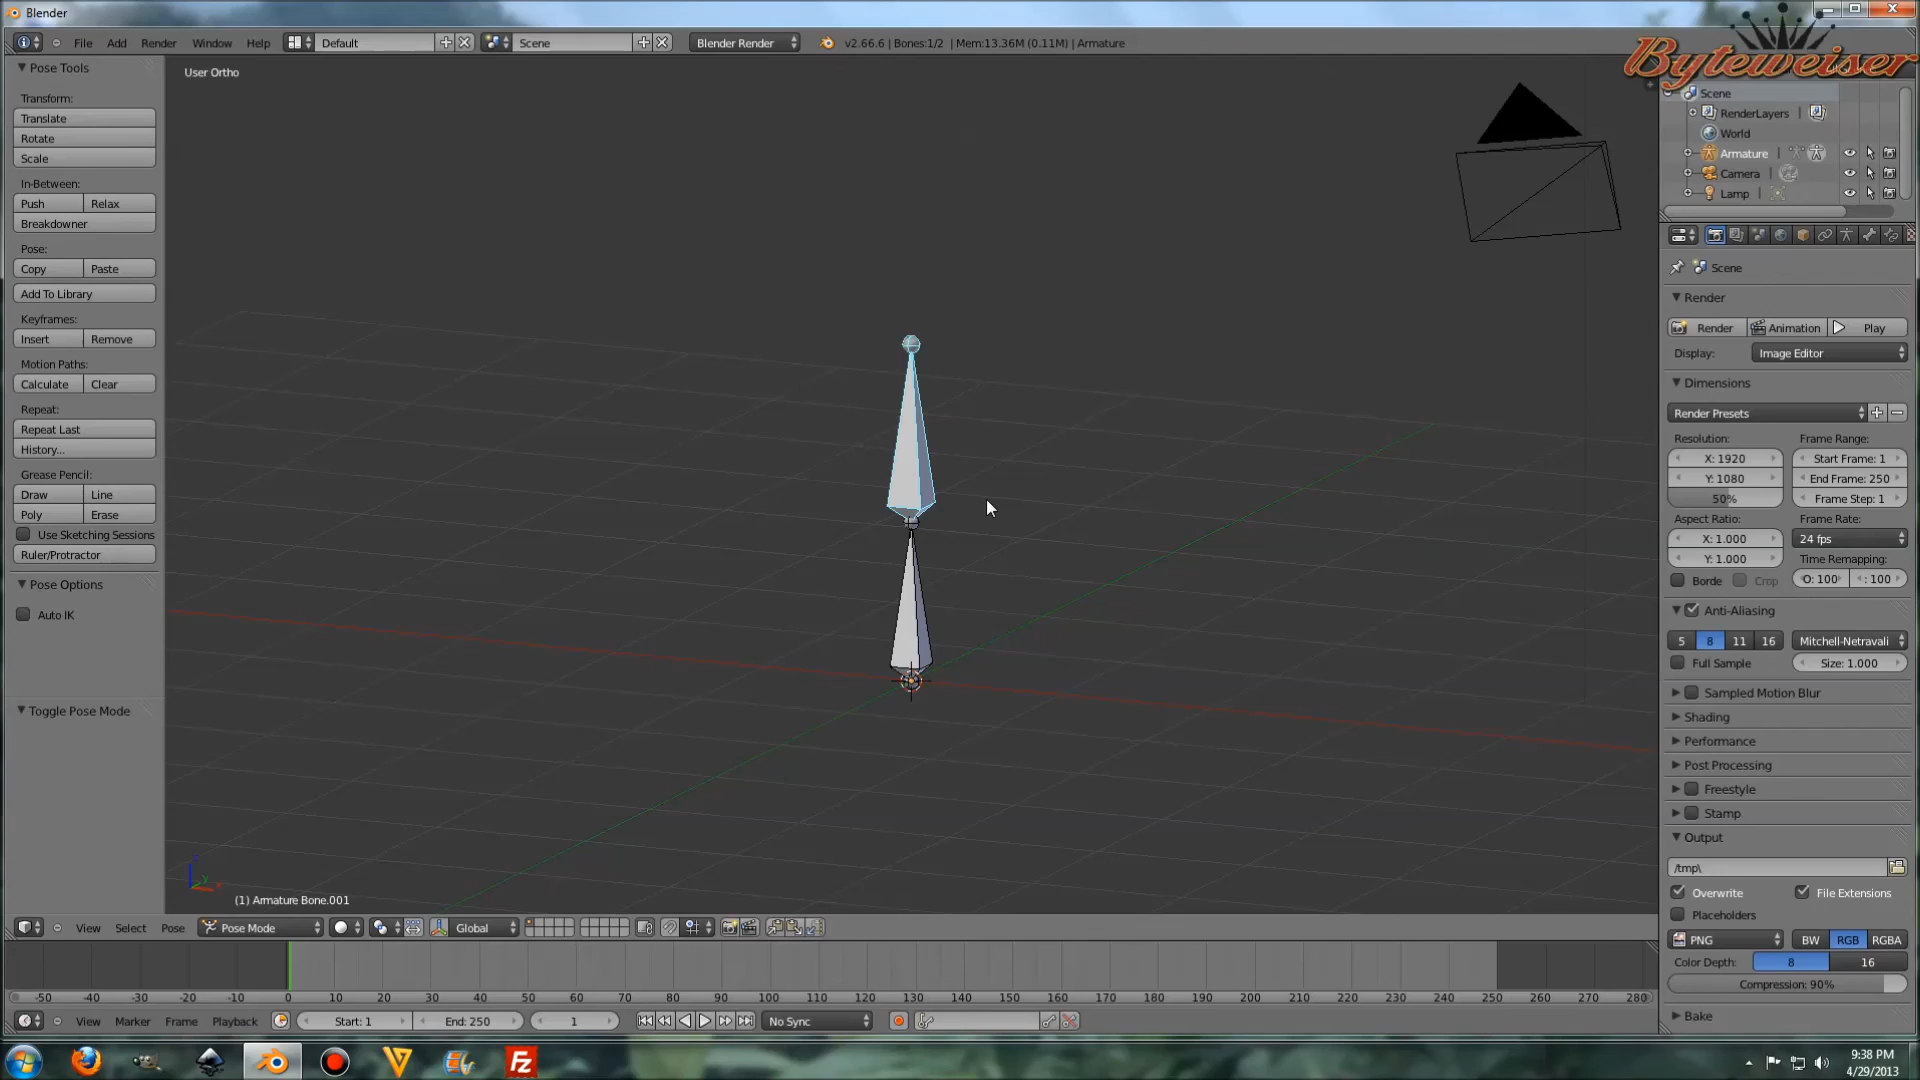 Blender
File Add Render Window Help Default Scene Blender Render v2.66.6 | Bones:1/2 | Mem:13.36M (0.11M) | Armature
Byteweiser
Pose Tools
Transform:
Translate
Rotate
Scale
In-Between:
Push Relax
Breakdowner
Pose:
Copy Paste
Add To Library
Keyframes:
Insert Remove
Motion Paths:
Calculate Clear
Repeat:
Repeat Last
History...
Grease Pencil:
Draw Line
Poly Erase
Use Sketching Sessions
Ruler/Protractor
Pose Options
Auto IK
Toggle Pose Mode
User Ortho
(1) Armature Bone.001
Scene
RenderLayers
World
Armature
Camera
Lamp
Scene
Render
Render Animation Play
Display: Image Editor
Dimensions
Render Presets
Resolution: Frame Range:
X: 1920 Start Frame: 1
Y: 1080 End Frame: 250
50% Frame Step: 1
Aspect Ratio: Frame Rate:
X: 1.000 24 fps
Y: 1.000 Time Remapping:
Borde Crop O: 100 : 100
Anti-Aliasing
5 8 11 16 Mitchell-Netravali
Full Sample Size: 1.000
Sampled Motion Blur
Shading
Performance
Post Processing
Freestyle
Stamp
Output
/tmp\
Overwrite File Extensions
Placeholders
PNG BW RGB RGBA
Color Depth: 8 16
Compression: 90%
Bake
View Select Pose Pose Mode Global
-50 -40 -30 -20 -10 0 10 20 30 40 50 60 70 80 90 100 110 120 130 140 150 160 170 180 190 200 210 220 230 240 250 260 270 280
View Marker Frame Playback Start: 1 End: 250 1 No Sync
9:38 PM
4/29/2013